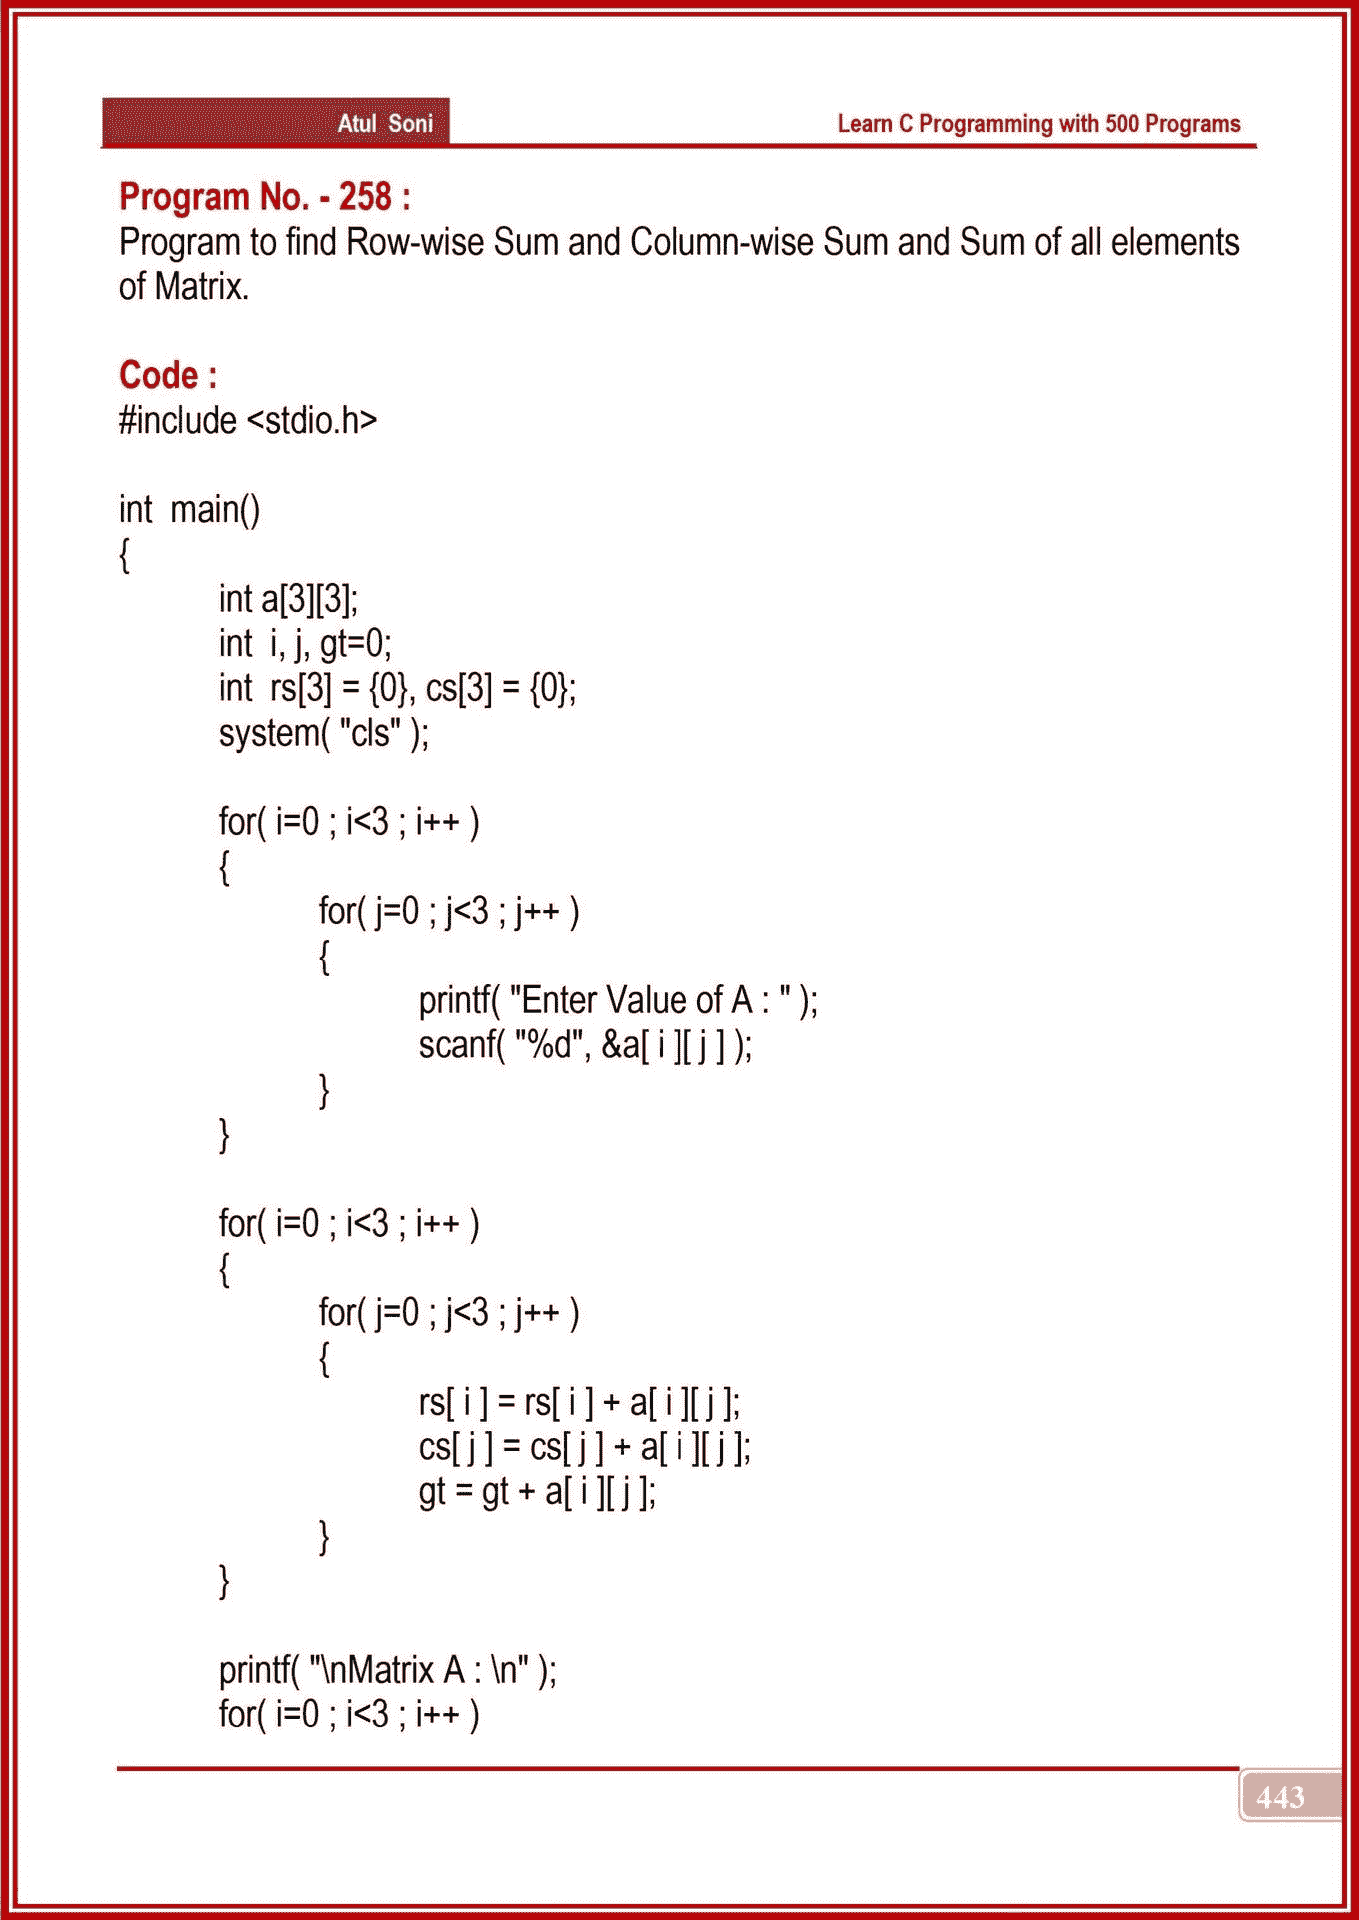 Atul  Soni
Learn C Programming with 500 Programs
Program No. - 258 :
Program to find Row-wise Sum and Column-wise Sum and Sum of all elements
of Matrix.
Code :
#include <stdio.h>
int  main()
{
int a[3][3];
int  i, j, gt=0;
int  rs[3] = {0}, cs[3] = {0};
system( "cls" );
for( i=0 ; i<3 ; i++ )
{
for( j=0 ; j<3 ; j++ )
{
printf( "Enter Value of A : " );
scanf( "%d", &a[ i ][ j ] );
}
}
for( i=0 ; i<3 ; i++ )
{
for( j=0 ; j<3 ; j++ )
{
rs[ i ] = rs[ i ] + a[ i ][ j ];
cs[ j ] = cs[ j ] + a[ i ][ j ];
gt = gt + a[ i ][ j ];
}
}
printf( "\nMatrix A : \n" );
for( i=0 ; i<3 ; i++ )
443